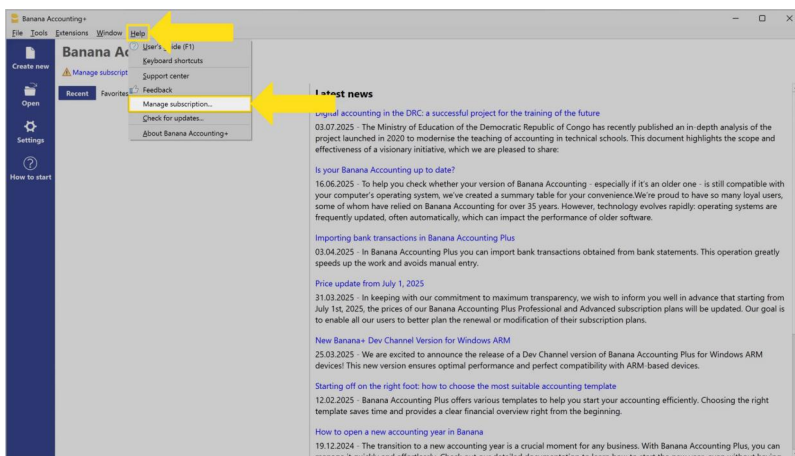 Banana Accounting+
File Tools Extensions Window Help
Banana Ac
Manage subscript
Recent Favorites
Create new
Open
Settings
How to start
User's guide (F1)
Keyboard shortcuts
Support center
Feedback
Manage subscription...
Check for updates...
About Banana Accounting+
Latest news
Digital accounting in the DRC: a successful project for the training of the future
03.07.2025 - The Ministry of Education of the Democratic Republic of Congo has recently published an in-depth analysis of the
project launched in 2020 to modernise the teaching of accounting in technical schools. This document highlights the scope and
effectiveness of a visionary initiative, which we are pleased to share:
Is your Banana Accounting up to date?
16.06.2025 - To help you check whether your version of Banana Accounting - especially if it's an older one - is still compatible with
your computer's operating system, we've created a summary table for your convenience.We're proud to have so many loyal users,
some of whom have relied on Banana Accounting for over 35 years. However, technology evolves rapidly: operating systems are
frequently updated, often automatically, which can impact the performance of older software.
Importing bank transactions in Banana Accounting Plus
03.04.2025 - In Banana Accounting Plus you can import bank transactions obtained from bank statements. This operation greatly
speeds up the work and avoids manual entry.
Price update from July 1, 2025
31.03.2025 - In keeping with our commitment to maximum transparency, we wish to inform you well in advance that starting from
July 1st, 2025, the prices of our Banana Accounting Plus Professional and Advanced subscription plans will be updated. Our goal is
to enable all our users to better plan the renewal or modification of their subscription plans.
New Banana+ Dev Channel Version for Windows ARM
25.03.2025 - We are excited to announce the release of a Dev Channel version of Banana Accounting Plus for Windows ARM
devices! This new version ensures optimal performance and perfect compatibility with ARM-based devices.
Starting off on the right foot: how to choose the most suitable accounting template
12.02.2025 - Banana Accounting Plus offers various templates to help you start your accounting efficiently. Choosing the right
template saves time and provides a clear financial overview right from the beginning.
How to open a new accounting year in Banana
19.12.2024 - The transition to a new accounting year is a crucial moment for any business. With Banana Accounting Plus, you can